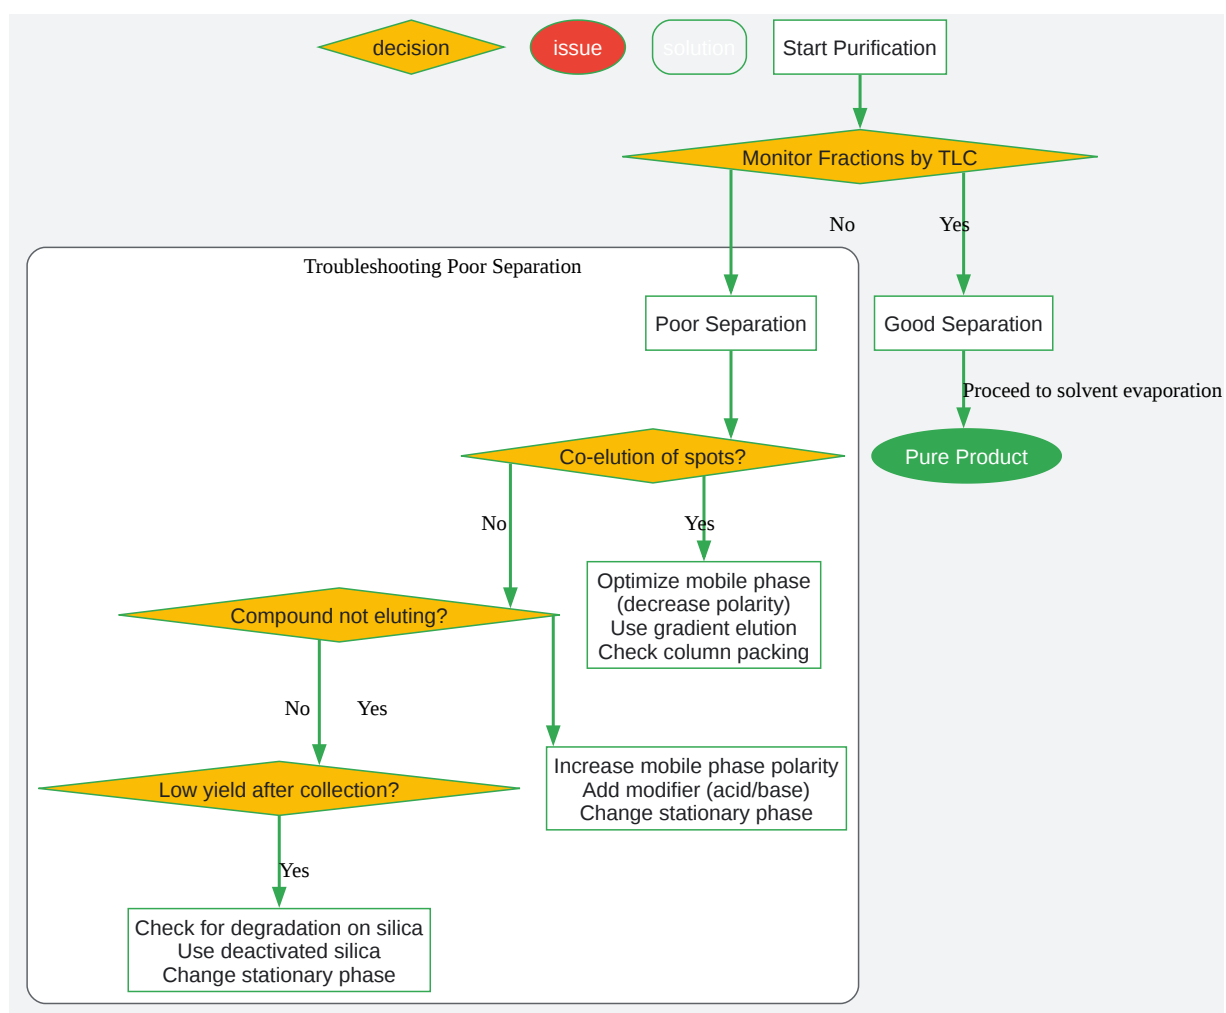 decision
issue
solution
Start Purification
Monitor Fractions by TLC
No
Yes
Troubleshooting Poor Separation
Poor Separation
Good Separation
Proceed to solvent evaporation
Co-elution of spots?
Pure Product
No
Yes
Optimize mobile phase
(decrease polarity)
Use gradient elution
Check column packing
Compound not eluting?
No
Yes
Increase mobile phase polarity
Add modifier (acid/base)
Change stationary phase
Low yield after collection?
Yes
Check for degradation on silica
Use deactivated silica
Change stationary phase